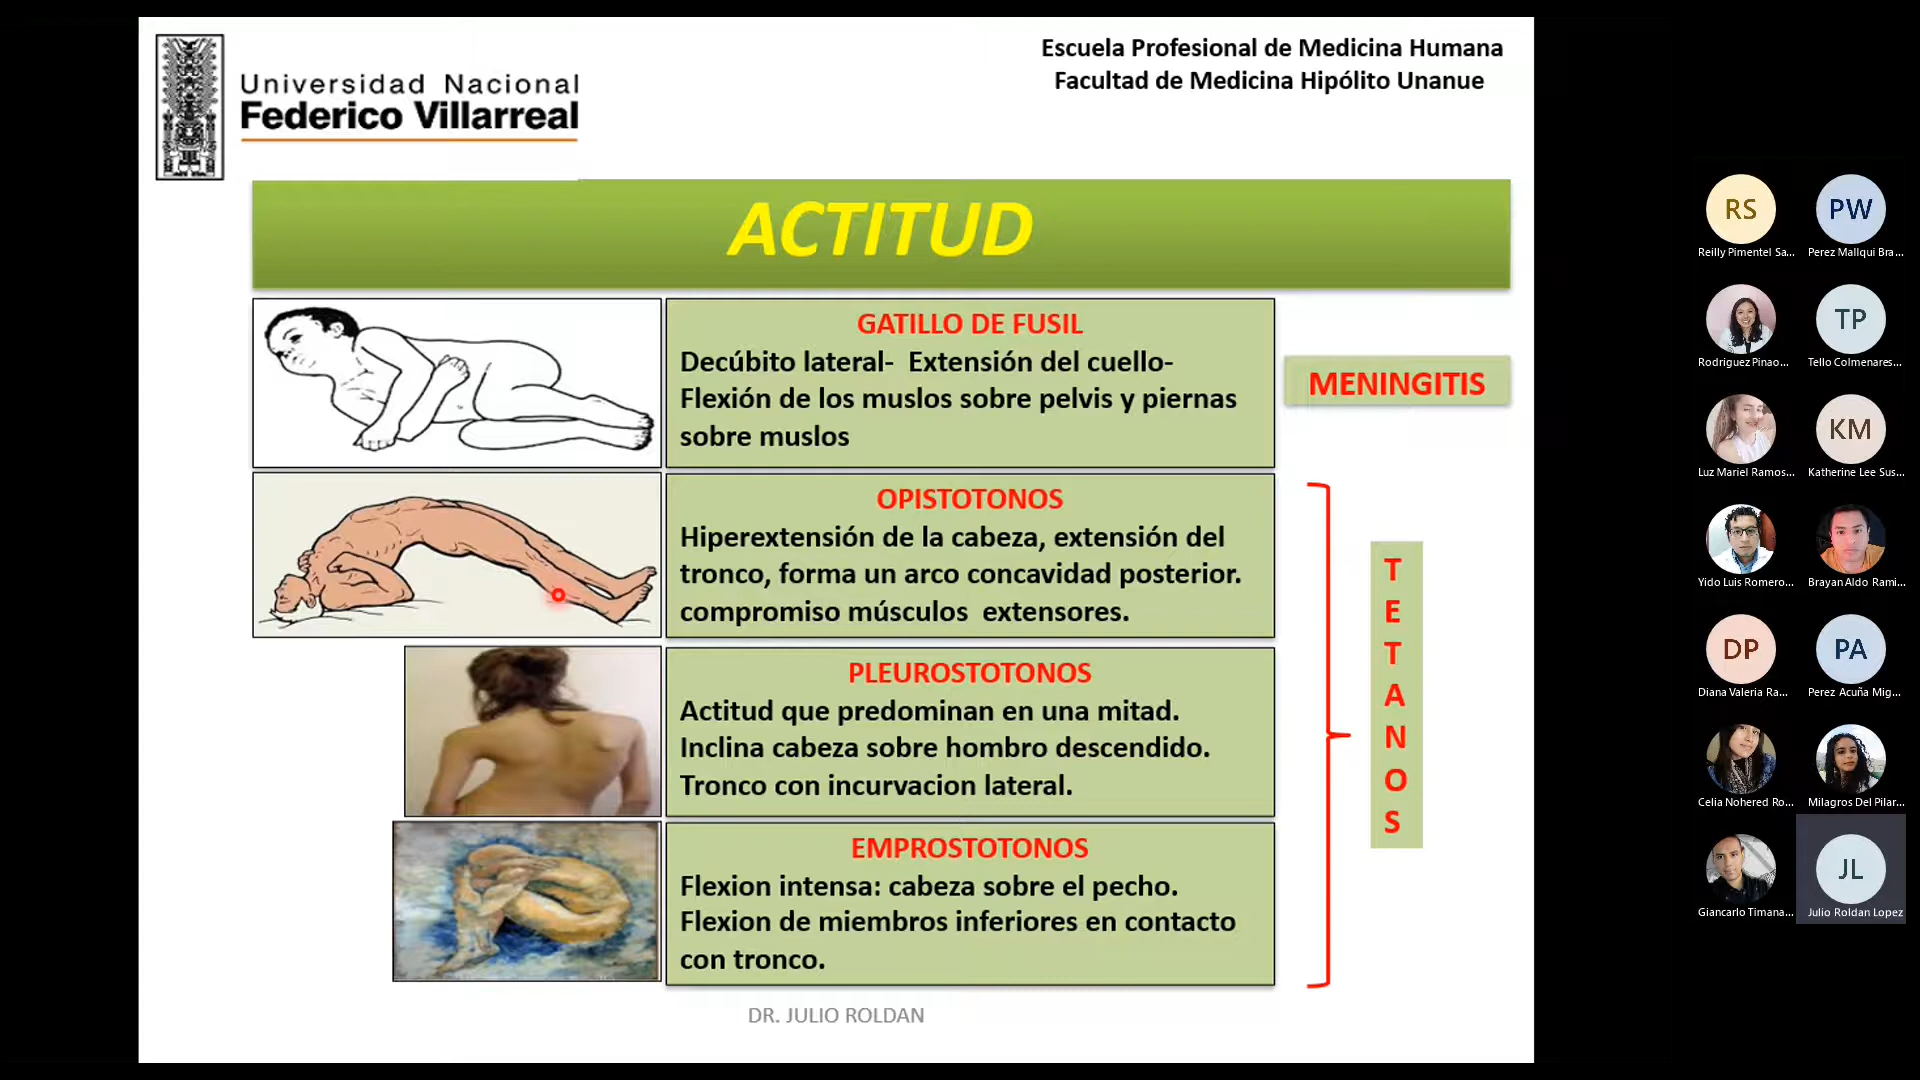 Universidad Nacional
Federico Villarreal
Escuela Profesional de Medicina Humana
Facultad de Medicina Hipólito Unanue
ACTITUD
GATILLO DE FUSIL
Decúbito lateral- Extensión del cuello-
Flexión de los muslos sobre pelvis y piernas
sobre muslos
MENINGITIS
OPISTOTONOS
Hiperextensión de la cabeza, extensión del
tronco, forma un arco concavidad posterior.
compromiso músculos extensores.
PLEUROSTOTONOS
Actitud que predominan en una mitad.
Inclina cabeza sobre hombro descendido.
Tronco con incurvacion lateral.
EMPROSTOTONOS
Flexion intensa: cabeza sobre el pecho.
Flexion de miembros inferiores en contacto
con tronco.
T
E
T
A
N
O
S
DR. JULIO ROLDAN
RS
Reilly Pimentel Sa...
PW
Perez Mallqui Bra...
Rodriguez Pinao...
TP
Tello Colmenares...
Luz Mariel Ramos...
KM
Katherine Lee Sus...
Yido Luis Romero...
Brayan Aldo Rami...
DP
Diana Valeria Ra...
PA
Perez Acuña Mig...
Celia Nohered Ro...
Milagros Del Pilar...
Giancarlo Timana...
JL
Julio Roldan Lopez